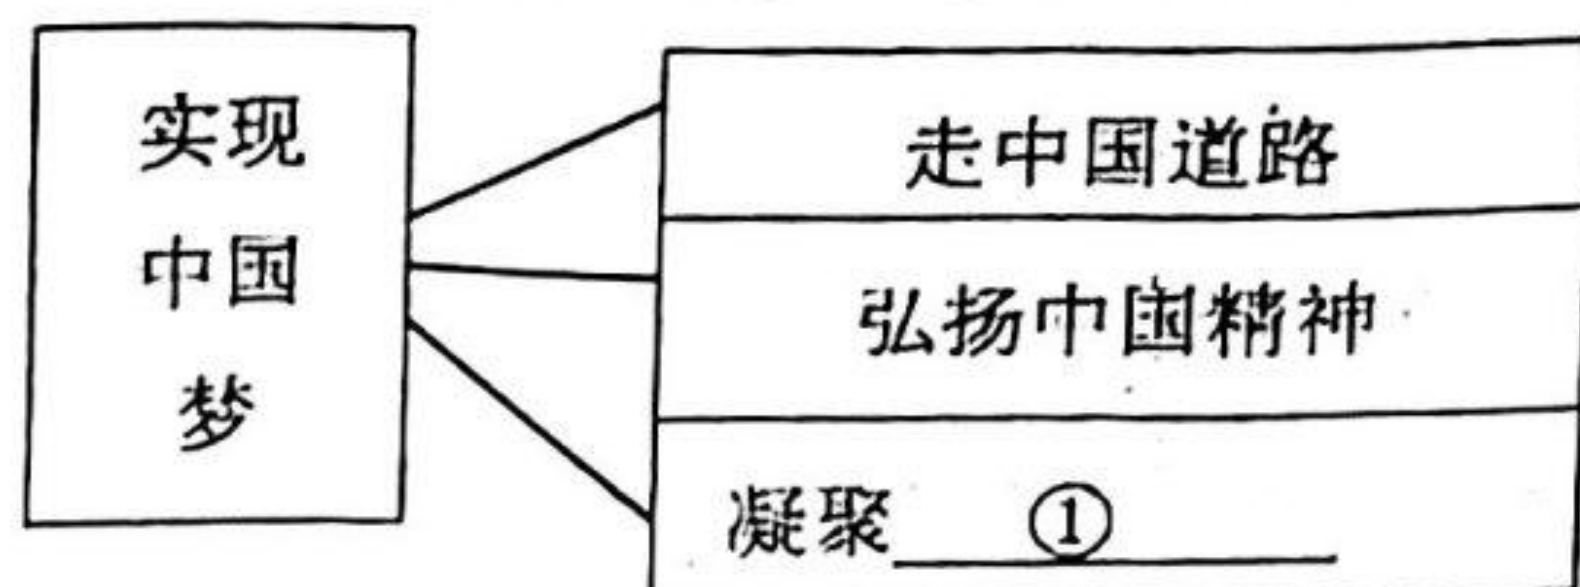 实现
中国
梦
走中国道路
弘扬中国精神
凝聚 ①